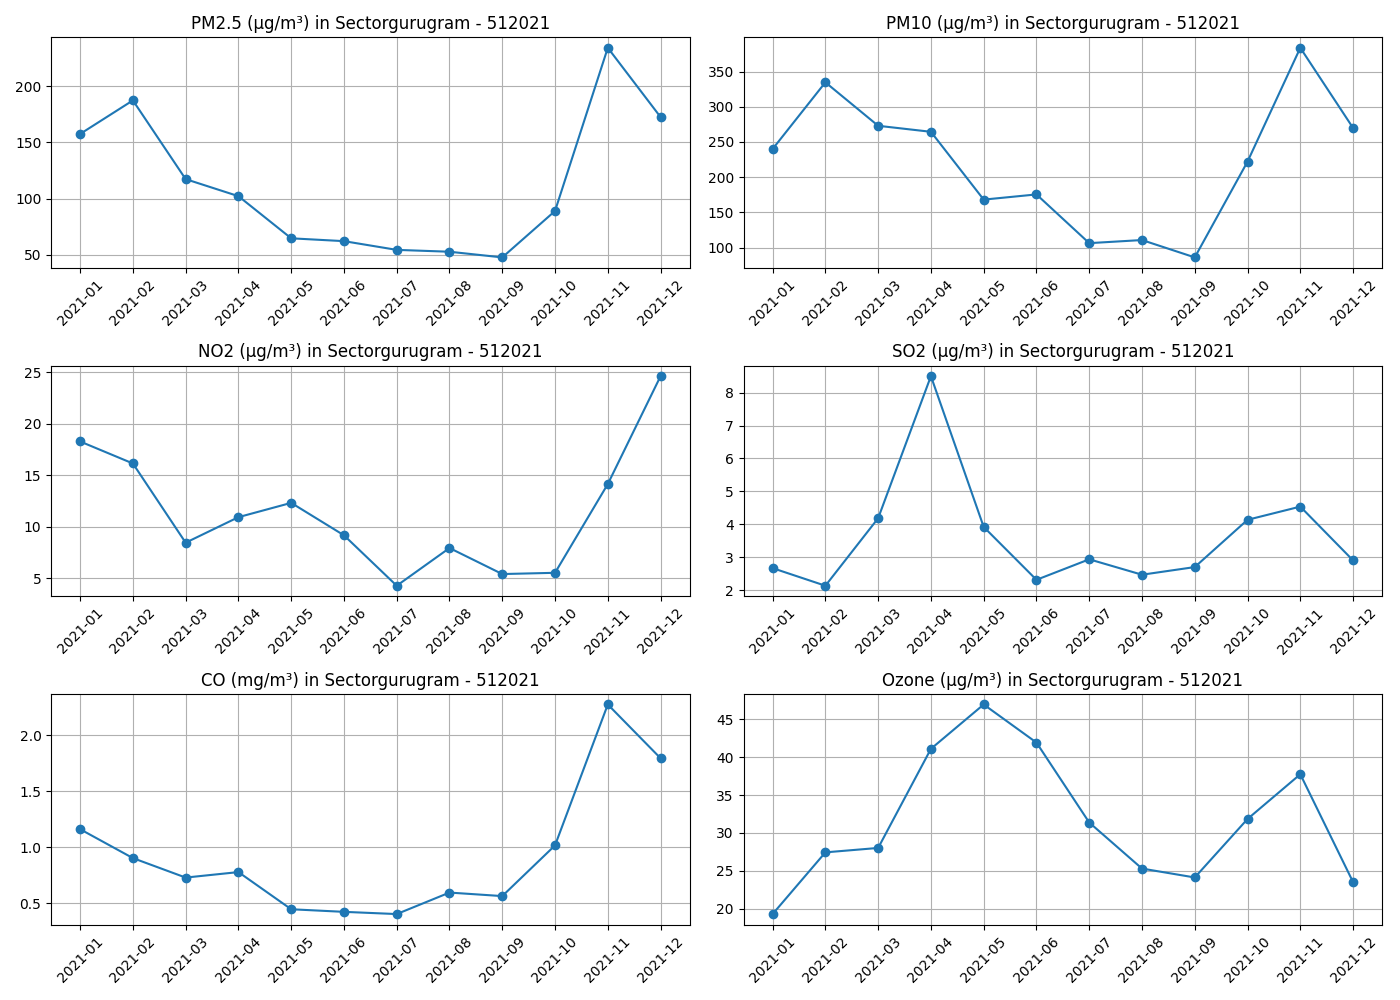 PM2.5 (µg/m³) in Sectorgurugram - 512021
200
150
100
50
2021-01 2021-02 2021-03 2021-04 2021-05 2021-06 2021-07 2021-08 2021-09 2021-10 2021-11 2021-12
PM10 (µg/m³) in Sectorgurugram - 512021
350
300
250
200
150
100
2021-01 2021-02 2021-03 2021-04 2021-05 2021-06 2021-07 2021-08 2021-09 2021-10 2021-11 2021-12
NO2 (µg/m³) in Sectorgurugram - 512021
25
20
15
10
5
2021-01 2021-02 2021-03 2021-04 2021-05 2021-06 2021-07 2021-08 2021-09 2021-10 2021-11 2021-12
SO2 (µg/m³) in Sectorgurugram - 512021
8
7
6
5
4
3
2
2021-01 2021-02 2021-03 2021-04 2021-05 2021-06 2021-07 2021-08 2021-09 2021-10 2021-11 2021-12
CO (mg/m³) in Sectorgurugram - 512021
2.0
1.5
1.0
0.5
2021-01 2021-02 2021-03 2021-04 2021-05 2021-06 2021-07 2021-08 2021-09 2021-10 2021-11 2021-12
Ozone (µg/m³) in Sectorgurugram - 512021
45
40
35
30
25
20
2021-01 2021-02 2021-03 2021-04 2021-05 2021-06 2021-07 2021-08 2021-09 2021-10 2021-11 2021-12